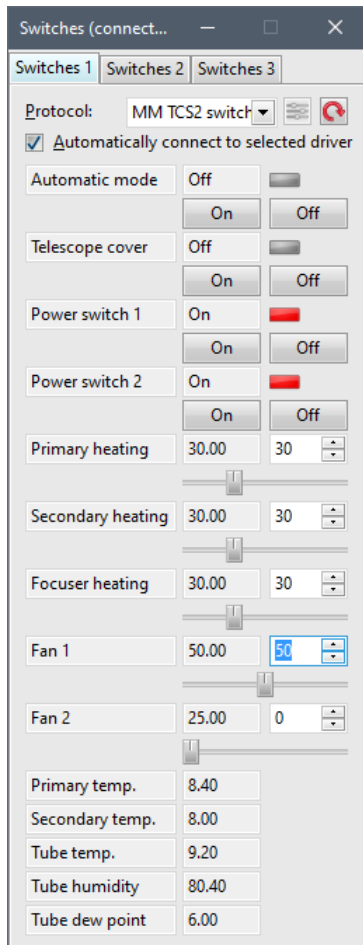 Switches (connect...
Switches 1 Switches 2 Switches 3
Protocol: MM TCS2 switch
Automatically connect to selected driver
Automatic mode Off
On Off
Telescope cover Off
On Off
Power switch 1 On
On Off
Power switch 2 On
On Off
Primary heating 30.00 30
Secondary heating 30.00 30
Focuser heating 30.00 30
Fan 1 50.00 50
Fan 2 25.00 0
Primary temp. 8.40
Secondary temp. 8.00
Tube temp. 9.20
Tube humidity 80.40
Tube dew point 6.00